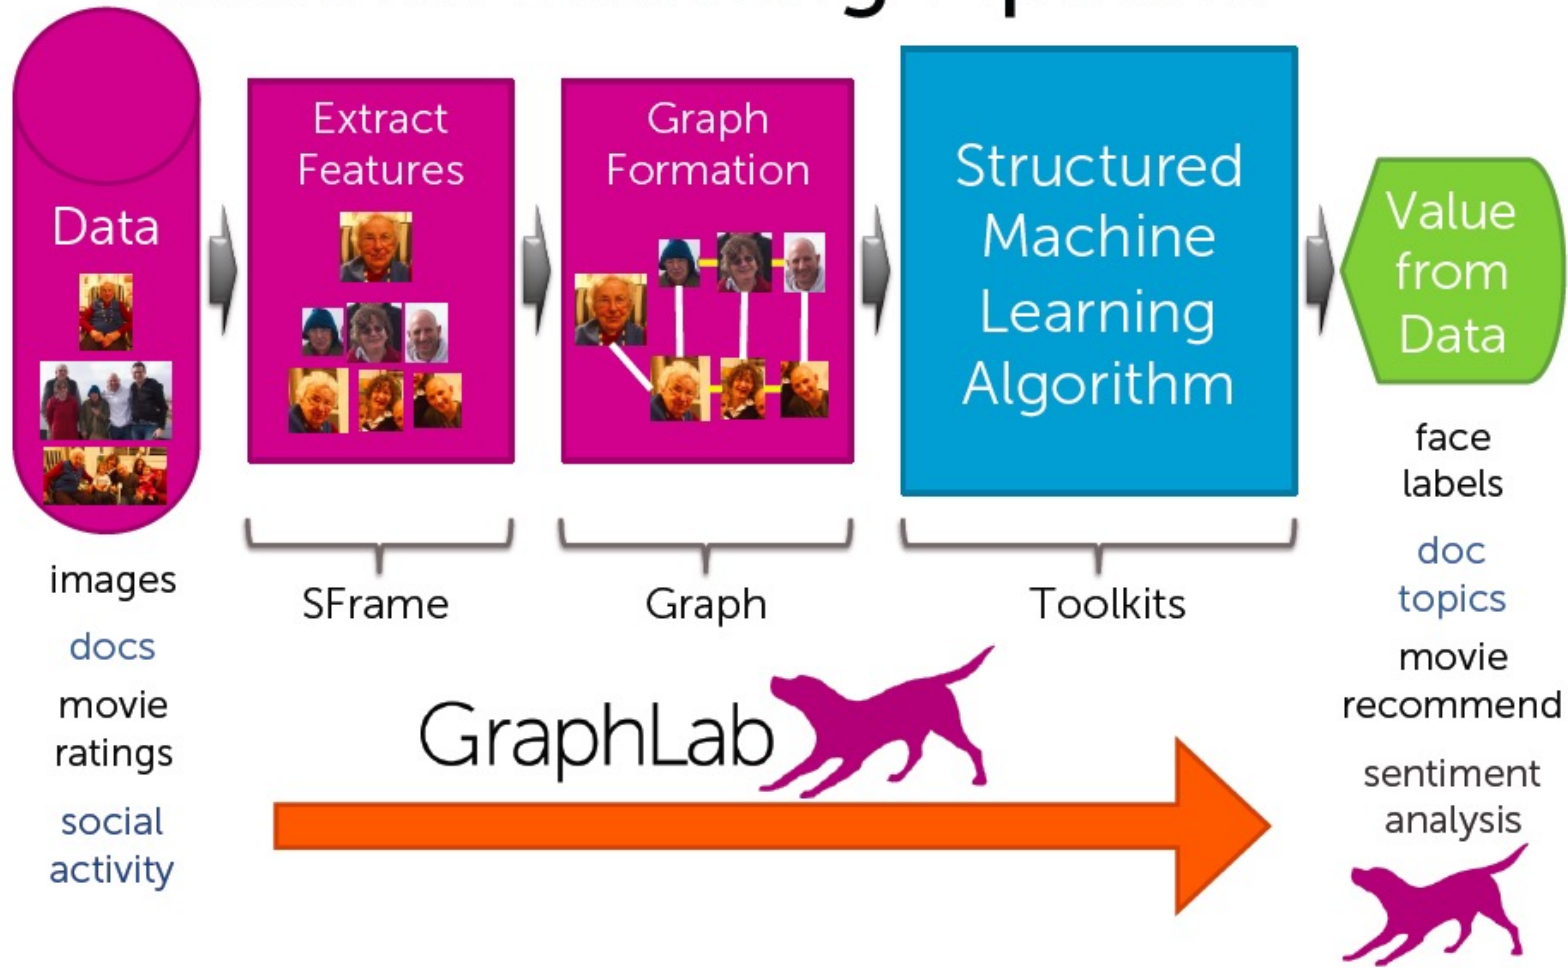 Data
Extract
Features
Graph
Formation
Structured
Machine
Learning
Algorithm
Value
from
Data
SFrame
Graph
Toolkits
images
docs
movie
ratings
social
activity
GraphLab
face
labels
doc
topics
movie
recommend
sentiment
analysis